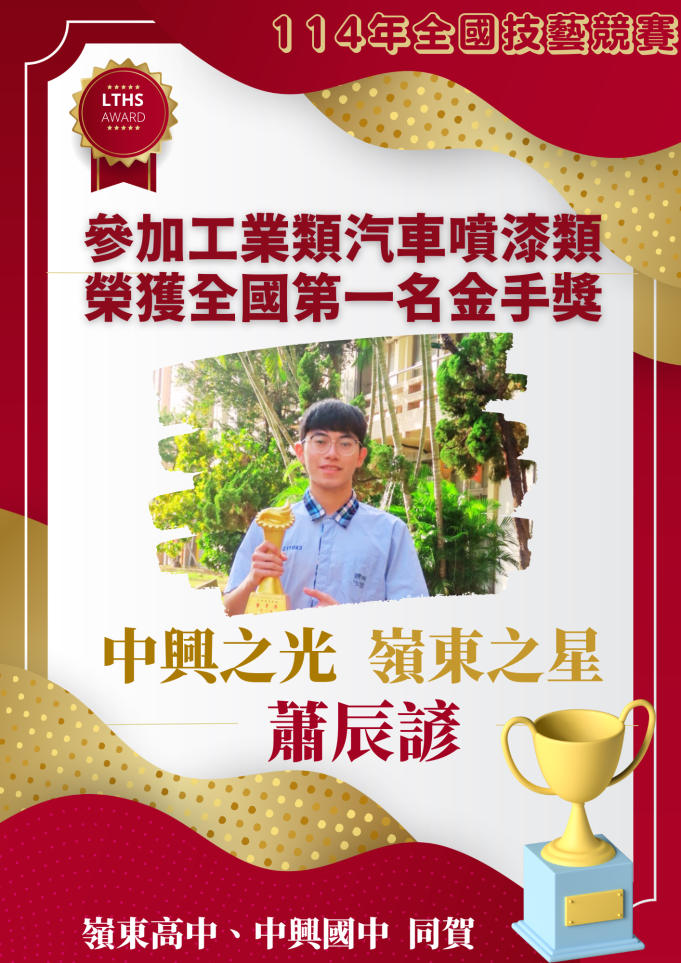 114年全國技藝競賽
LTHS
AWARD
參加工業類汽車噴漆類
榮獲全國第一名金手獎
中興之光 嶺東之星
蕭辰諺
嶺東高中、中興國中 同賀